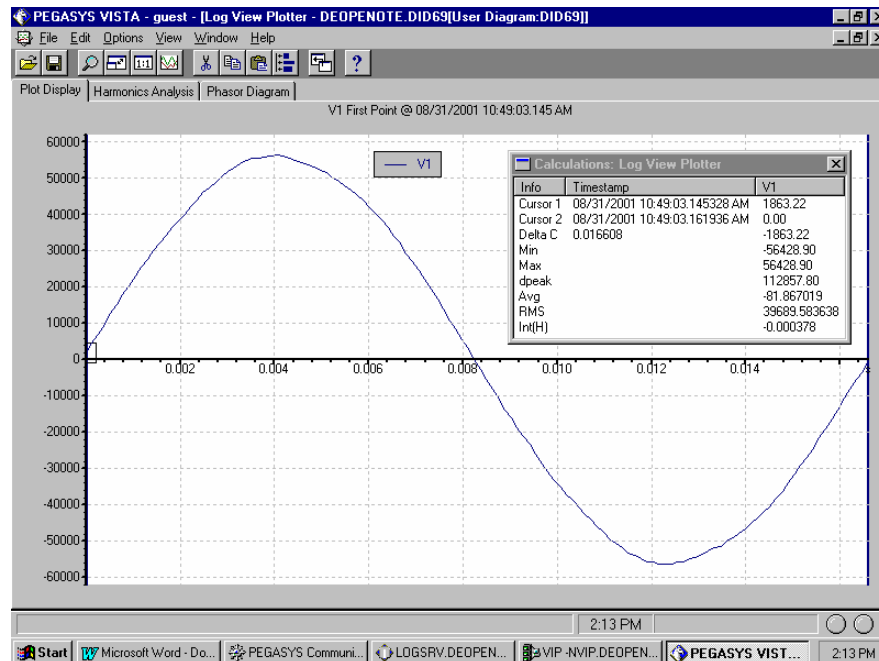 PEGASYS VISTA - guest - [Log View Plotter - DEOPENOTE.DID69[User Diagram:DID69]]
File Edit Options View Window Help
1:1 ?
Plot Display Harmonics Analysis Phasor Diagram
V1 First Point @ 08/31/2001 10:49:03.145 AM
60000
50000
40000
30000
20000
10000
0
-10000
-20000
-30000
-40000
-50000
-60000
V1
0.002 0.004 0.006 0.008 0.010 0.012 0.014
Calculations: Log View Plotter
Info Timestamp V1
Cursor 1 08/31/2001 10:49:03.145328 AM 1863.22
Cursor 2 08/31/2001 10:49:03.161936 AM 0.00
Delta C 0.016608 -1863.22
Min -56428.90
Max 56428.90
dpeak 112857.80
Avg -81.867019
RMS 39689.583638
Int(H) -0.000378
2:13 PM
Start Microsoft Word - Do... PEGASYS Communi... LOGSRV.DEOPEN... VIP -NVIP.DEOPEN... PEGASYS VIST... 2:13 PM